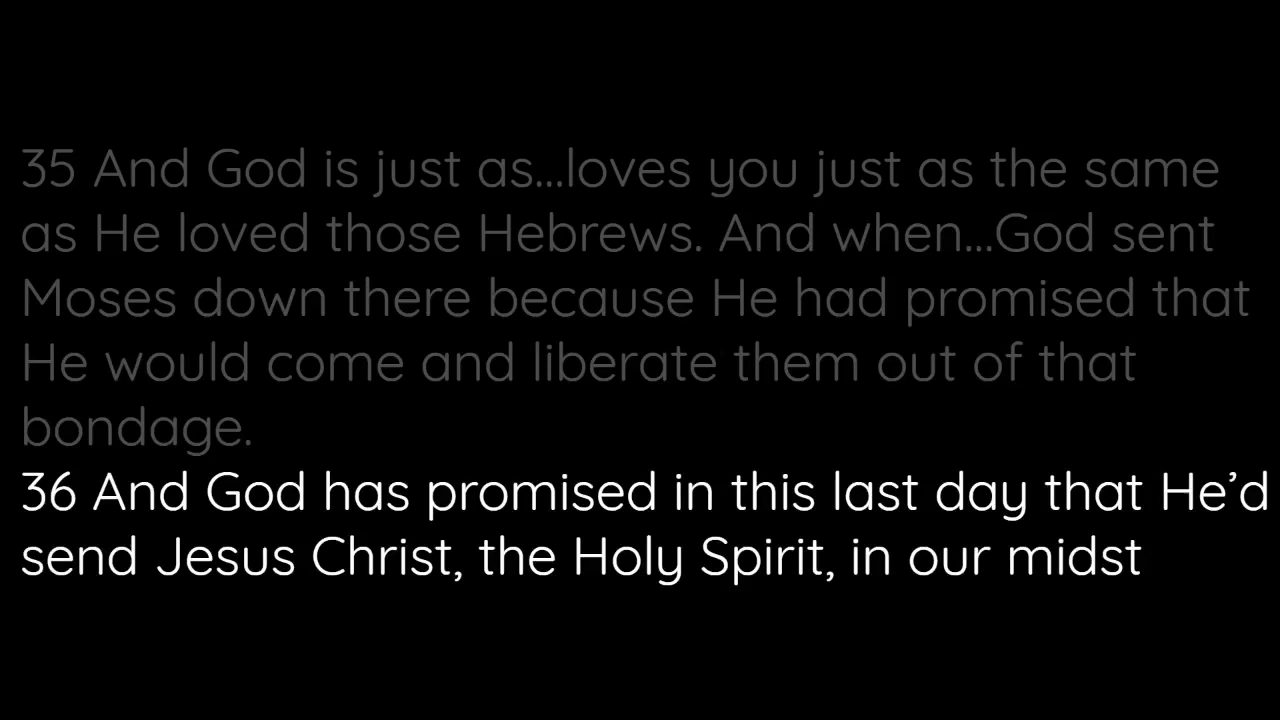 35 And God is just as...loves you just as the same
as He loved those Hebrews. And when...God sent
Moses down there because He had promised that
He would come and liberate them out of that
bondage.
36 And God has promised in this last day that He’d
send Jesus Christ, the Holy Spirit, in our midst